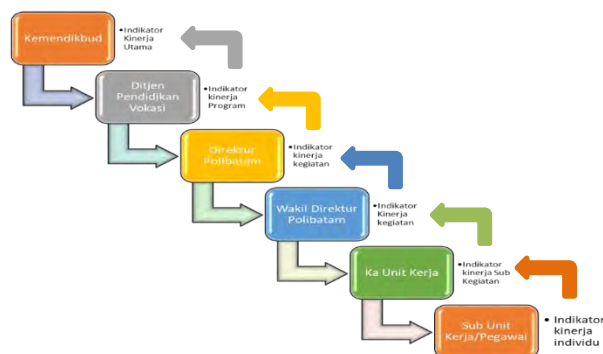 Kemendikbud
•Indikator
Kinerja
Utama
Ditjen
Pendidikan
Vokasi
•Indikator
kinerja
Program
Direktur
Polibatam
•Indikator
kinerja
kegiatan
Wakil Direktur
Polibatam
•Indikator
Kinerja
kegiatan
Ka Unit Kerja
•Indikator
kinerja Sub
Kegiatan
Sub Unit
Kerja/Pegawai
• Indikator
kinerja
individu